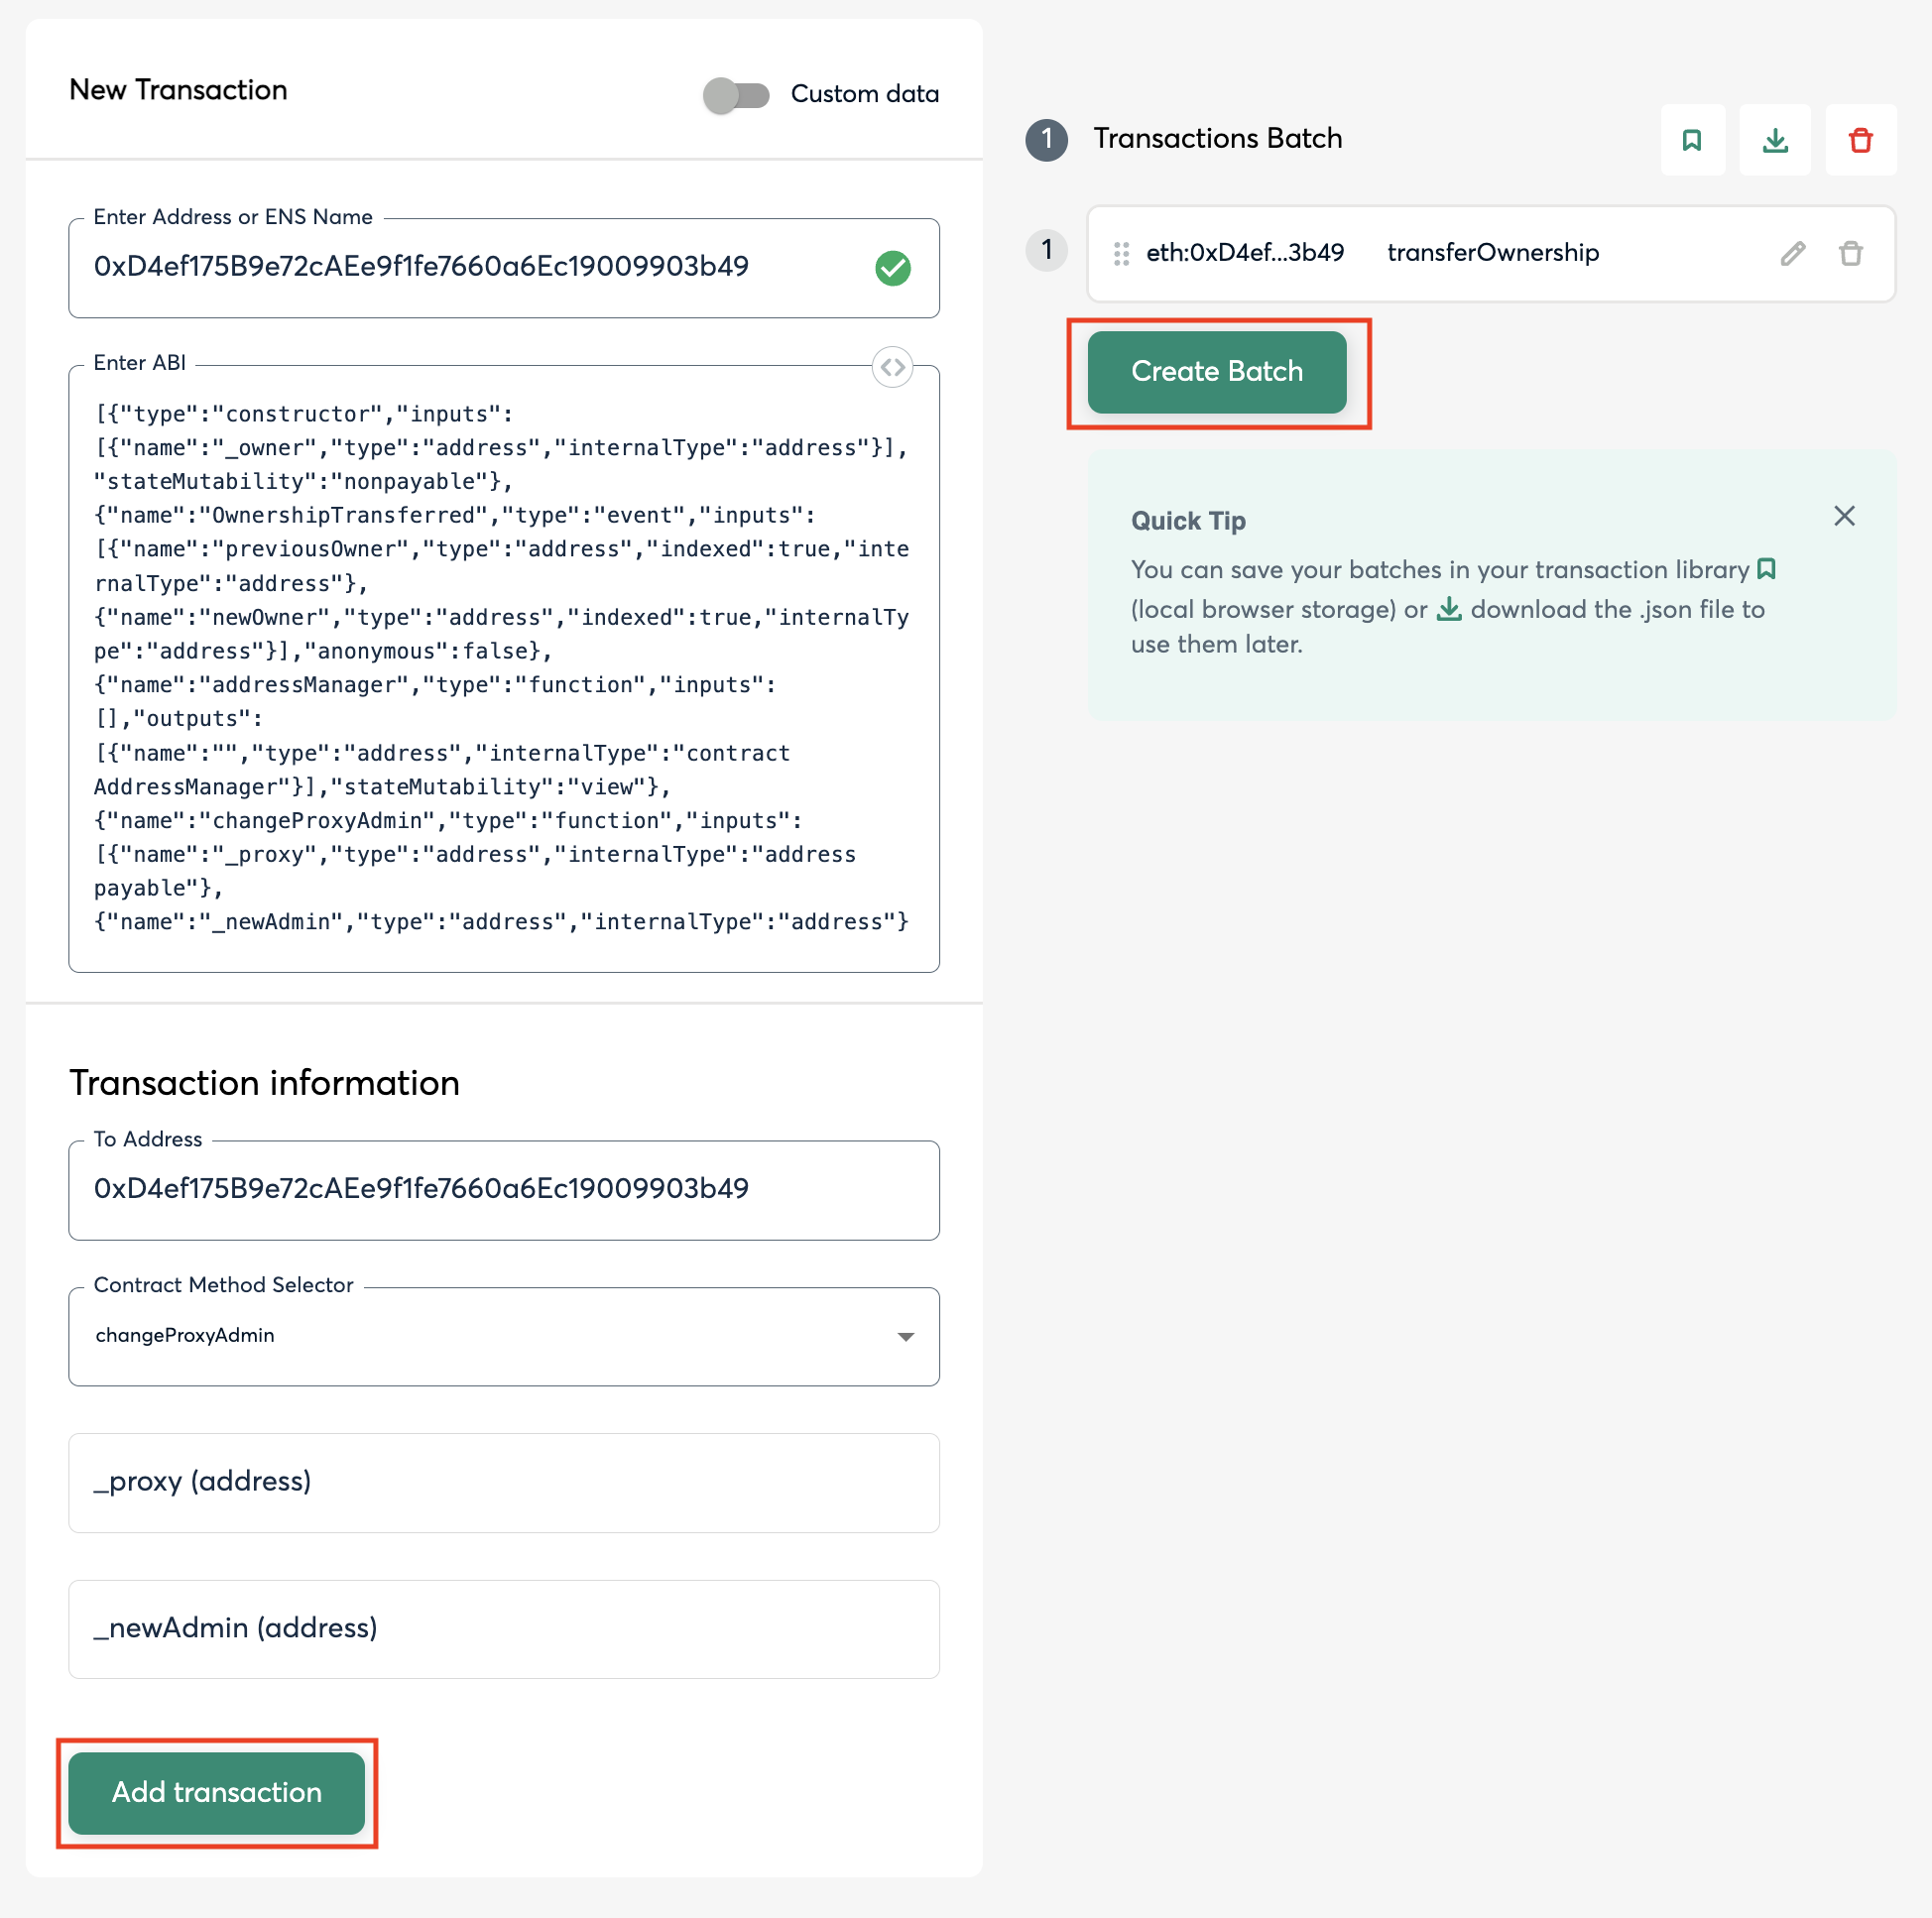 New Transaction
Custom data
Enter Address or ENS Name
0xD4ef175B9e72cAEe9f1fe7660a6Ec19009903b49
Enter ABI
[{"type":"constructor","inputs":
[{"name":"_owner","type":"address","internalType":"address"}],
"stateMutability":"nonpayable"},
{"name":"OwnershipTransferred","type":"event","inputs":
[{"name":"previousOwner","type":"address","indexed":true,"inte
rnalType":"address"},
{"name":"newOwner","type":"address","indexed":true,"internalTy
pe":"address"}],"anonymous":false},
{"name":"addressManager","type":"function","inputs":
[],"outputs":
[{"name":"","type":"address","internalType":"contract
AddressManager"}],"stateMutability":"view"},
{"name":"changeProxyAdmin","type":"function","inputs":
[{"name":"_proxy","type":"address","internalType":"address
payable"},
{"name":"_newAdmin","type":"address","internalType":"address"}
Transaction information
To Address
0xD4ef175B9e72cAEe9f1fe7660a6Ec19009903b49
Contract Method Selector
changeProxyAdmin
_proxy (address)
_newAdmin (address)
Add transaction
1 Transactions Batch
1 eth:0xD4ef...3b49 transferOwnership
Create Batch
Quick Tip
You can save your batches in your transaction library
(local browser storage) or download the .json file to
use them later.